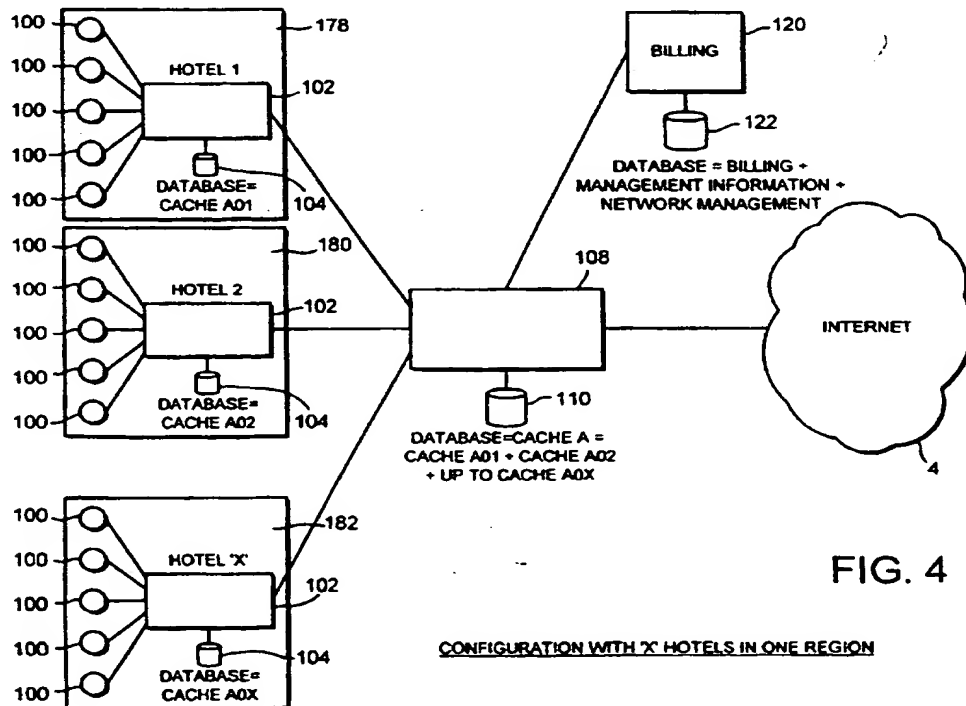 100
100
100
100
100
HOTEL 1
178
102
DATABASE=
CACHE A01
104
100
100
100
100
100
HOTEL 2
180
102
DATABASE=
CACHE A02
104
100
100
100
100
100
HOTEL 'X'
182
102
DATABASE=
CACHE A0X
104
108
110
DATABASE=CACHE A =
CACHE A01 + CACHE A02
+ UP TO CACHE A0X
BILLING
120
122
DATABASE = BILLING +
MANAGEMENT INFORMATION +
NETWORK MANAGEMENT
INTERNET
4
FIG. 4
CONFIGURATION WITH 'X' HOTELS IN ONE REGION